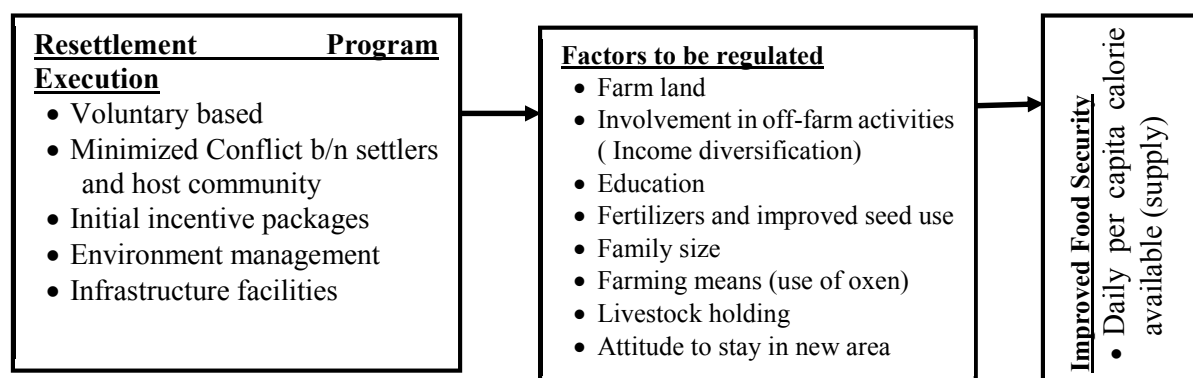 Resettlement Program
Execution
• Voluntary based
• Minimized Conflict b/n settlers
and host community
• Initial incentive packages
• Environment management
• Infrastructure facilities
Factors to be regulated
• Farm land
• Involvement in off-farm activities
( Income diversification)
• Education
• Fertilizers and improved seed use
• Family size
• Farming means (use of oxen)
• Livestock holding
• Attitude to stay in new area
Improved Food Security
• Daily per capita calorie
available (supply)